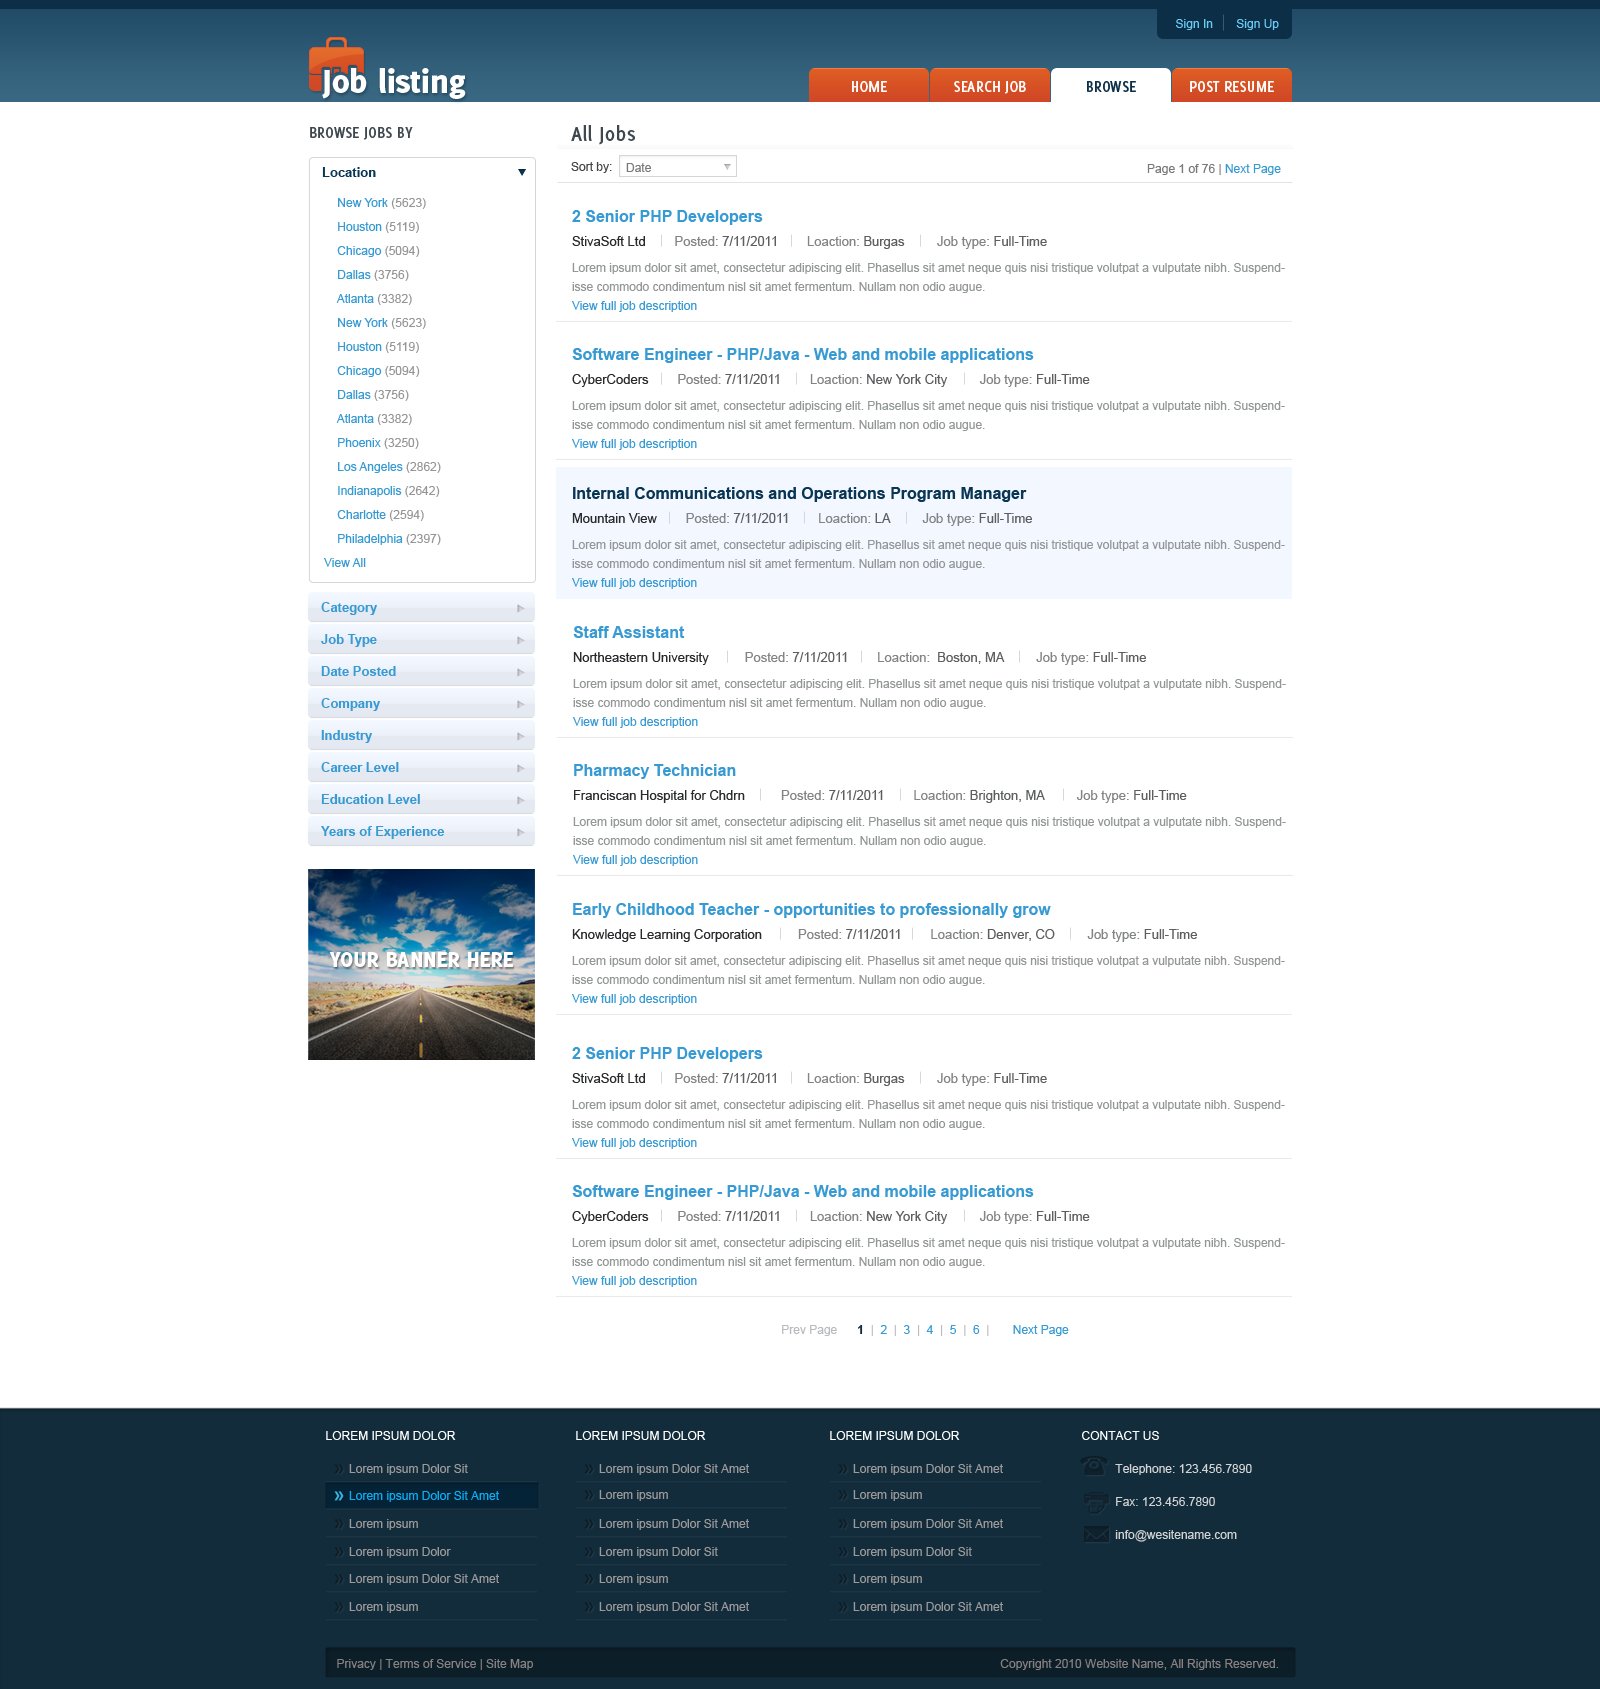 Sign In
Sign Up
Job listing
HOME
SEARCH JOB
BROWSE
POST RESUME
BROWSE JOBS BY
Location
New York (5623)
Houston (5119)
Chicago (5094)
Dallas (3756)
Atlanta (3382)
New York (5623)
Houston (5119)
Chicago (5094)
Dallas (3756)
Atlanta (3382)
Phoenix (3250)
Los Angeles (2862)
Indianapolis (2642)
Charlotte (2594)
Philadelphia (2397)
View All
Category
Job Type
Date Posted
Company
Industry
Career Level
Education Level
Years of Experience
YOUR BANNER HERE
All Jobs
Sort by: Date
Page 1 of 76 | Next Page
2 Senior PHP Developers
StivaSoft Ltd | Posted: 7/11/2011 | Loaction: Burgas | Job type: Full-Time
Lorem ipsum dolor sit amet, consectetur adipiscing elit. Phasellus sit amet neque quis nisi tristique volutpat a vulputate nibh. Suspend-
isse commodo condimentum nisl sit amet fermentum. Nullam non odio augue.
View full job description
Software Engineer - PHP/Java - Web and mobile applications
CyberCoders | Posted: 7/11/2011 | Loaction: New York City | Job type: Full-Time
Lorem ipsum dolor sit amet, consectetur adipiscing elit. Phasellus sit amet neque quis nisi tristique volutpat a vulputate nibh. Suspend-
isse commodo condimentum nisl sit amet fermentum. Nullam non odio augue.
View full job description
Internal Communications and Operations Program Manager
Mountain View | Posted: 7/11/2011 | Loaction: LA | Job type: Full-Time
Lorem ipsum dolor sit amet, consectetur adipiscing elit. Phasellus sit amet neque quis nisi tristique volutpat a vulputate nibh. Suspend-
isse commodo condimentum nisl sit amet fermentum. Nullam non odio augue.
View full job description
Staff Assistant
Northeastern University | Posted: 7/11/2011 | Loaction: Boston, MA | Job type: Full-Time
Lorem ipsum dolor sit amet, consectetur adipiscing elit. Phasellus sit amet neque quis nisi tristique volutpat a vulputate nibh. Suspend-
isse commodo condimentum nisl sit amet fermentum. Nullam non odio augue.
View full job description
Pharmacy Technician
Franciscan Hospital for Chdrn | Posted: 7/11/2011 | Loaction: Brighton, MA | Job type: Full-Time
Lorem ipsum dolor sit amet, consectetur adipiscing elit. Phasellus sit amet neque quis nisi tristique volutpat a vulputate nibh. Suspend-
isse commodo condimentum nisl sit amet fermentum. Nullam non odio augue.
View full job description
Early Childhood Teacher - opportunities to professionally grow
Knowledge Learning Corporation | Posted: 7/11/2011 | Loaction: Denver, CO | Job type: Full-Time
Lorem ipsum dolor sit amet, consectetur adipiscing elit. Phasellus sit amet neque quis nisi tristique volutpat a vulputate nibh. Suspend-
isse commodo condimentum nisl sit amet fermentum. Nullam non odio augue.
View full job description
2 Senior PHP Developers
StivaSoft Ltd | Posted: 7/11/2011 | Loaction: Burgas | Job type: Full-Time
Lorem ipsum dolor sit amet, consectetur adipiscing elit. Phasellus sit amet neque quis nisi tristique volutpat a vulputate nibh. Suspend-
isse commodo condimentum nisl sit amet fermentum. Nullam non odio augue.
View full job description
Software Engineer - PHP/Java - Web and mobile applications
CyberCoders | Posted: 7/11/2011 | Loaction: New York City | Job type: Full-Time
Lorem ipsum dolor sit amet, consectetur adipiscing elit. Phasellus sit amet neque quis nisi tristique volutpat a vulputate nibh. Suspend-
isse commodo condimentum nisl sit amet fermentum. Nullam non odio augue.
View full job description
Prev Page 1 | 2 | 3 | 4 | 5 | 6 | Next Page
LOREM IPSUM DOLOR
Lorem ipsum Dolor Sit
Lorem ipsum Dolor Sit Amet
Lorem ipsum
Lorem ipsum Dolor
Lorem ipsum Dolor Sit Amet
Lorem ipsum
LOREM IPSUM DOLOR
Lorem ipsum Dolor Sit Amet
Lorem ipsum
Lorem ipsum Dolor Sit Amet
Lorem ipsum Dolor Sit
Lorem ipsum
Lorem ipsum Dolor Sit Amet
LOREM IPSUM DOLOR
Lorem ipsum Dolor Sit Amet
Lorem ipsum
Lorem ipsum Dolor Sit Amet
Lorem ipsum Dolor Sit
Lorem ipsum
Lorem ipsum Dolor Sit Amet
CONTACT US
Telephone: 123.456.7890
Fax: 123.456.7890
info@wesitename.com
Privacy | Terms of Service | Site Map
Copyright 2010 Website Name, All Rights Reserved.